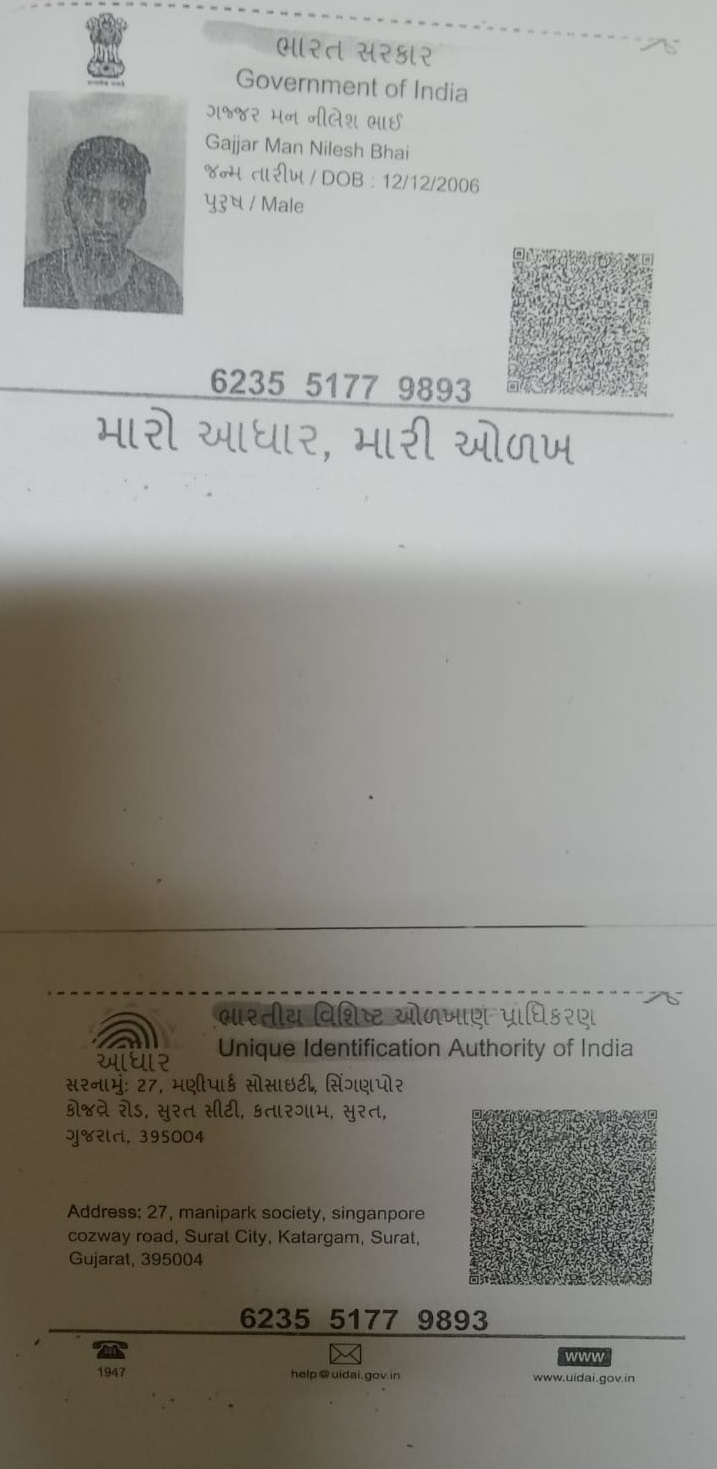 ભારત સરકાર
Government of India
ગજ્જર મન નીલેશ ભાઈ
Gajjar Man Nilesh Bhai
જન્મ તારીખ / DOB : 12/12/2006
પુરુષ / Male
6235 5177 9893
મારો આધાર, મારી ઓળખ
ભારતીય વિશિષ્ટ ઓળખાણ પ્રાધિકરણ
Unique Identification Authority of India
આધાર
સરનામું: 27, મણીપાર્ક સોસાઇટી, સિંગણપોર
કોજવે રોડ, સુરત સીટી, કતારગામ, સુરત,
ગુજરાત, 395004
Address: 27, manipark society, singanpore
cozway road, Surat City, Katargam, Surat,
Gujarat, 395004
6235 5177 9893
1947
help@uidai.gov.in
www
www.uidai.gov.in